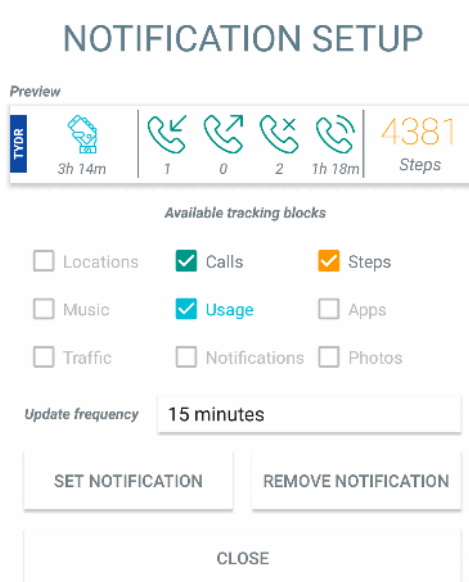 NOTIFICATION SETUP
Preview
TYDR
3h 14m 1 0 2 1h 18m 4381 Steps
Available tracking blocks
Locations Calls Steps
Music Usage Apps
Traffic Notifications Photos
Update frequency 15 minutes
SET NOTIFICATION REMOVE NOTIFICATION
CLOSE